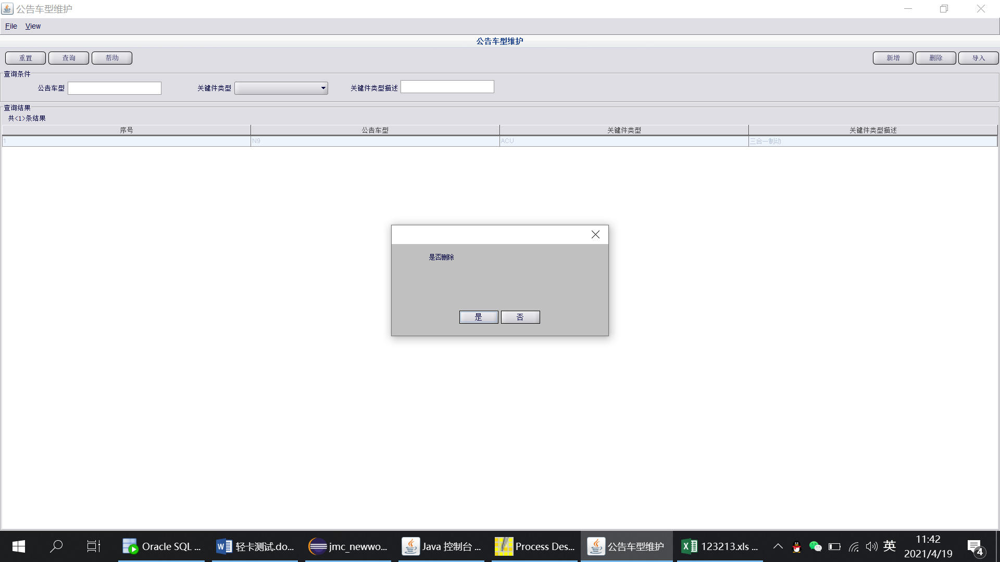 公告车型维护
File View
公告车型维护
重置 查询 帮助 新增 删除 导入
查询条件
公告车型 关键件类型 关键件类型描述
查询结果
共<1>条结果
序号 公告车型 关键件类型 关键件类型描述
1 N9 ACU 三合一制动
是否删除
是 否
Oracle SQL ... 轻卡测试.do... jmc_newwo... Java 控制台 ... Process Des... 公告车型维护 123213.xls ... 英 11:42
2021/4/19 4